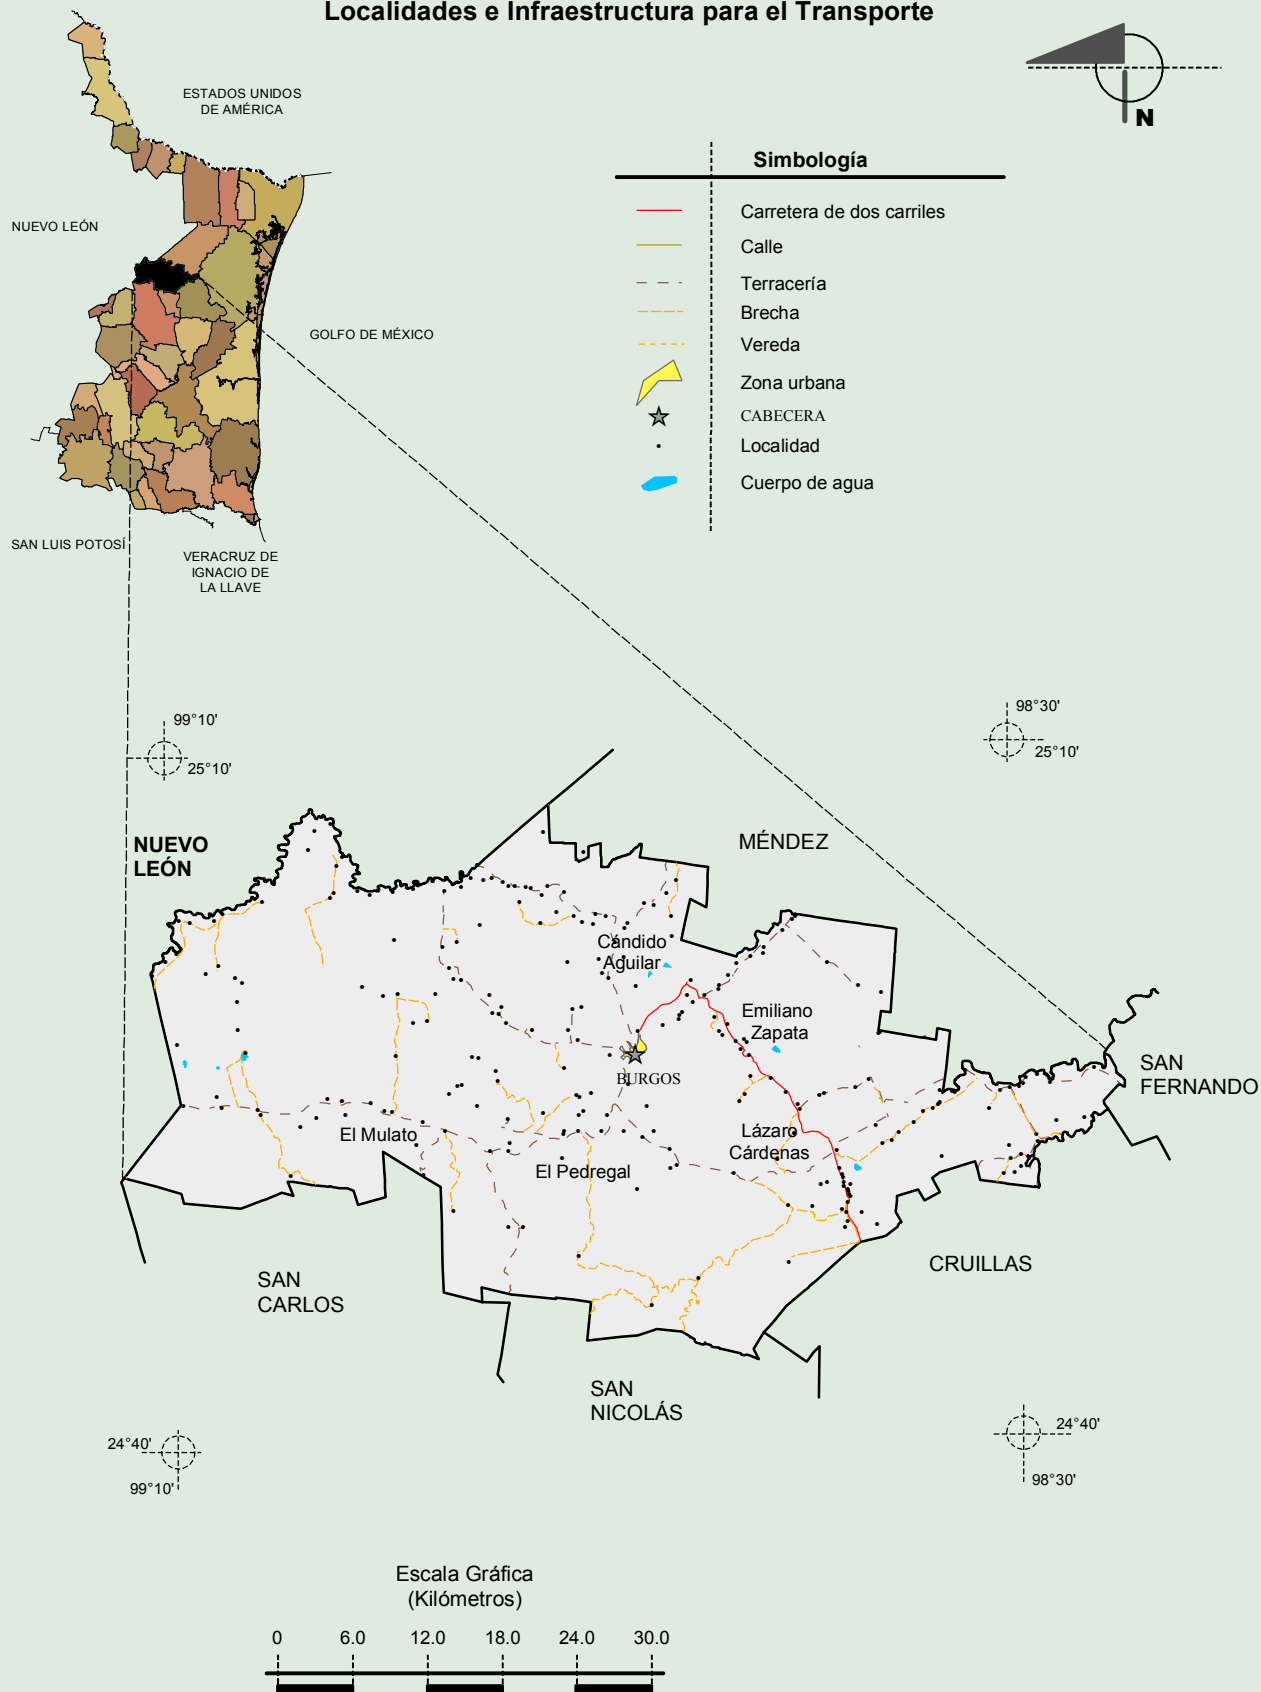 Localidades e Infraestructura para el Transporte
N
ESTADOS UNIDOS
DE AMÉRICA
NUEVO LEÓN
GOLFO DE MÉXICO
SAN LUIS POTOSÍ
VERACRUZ DE
IGNACIO DE
LA LLAVE
Simbología
Carretera de dos carriles
Calle
Terracería
Brecha
Vereda
Zona urbana
CABECERA
Localidad
Cuerpo de agua
99°10'
25°10'
98°30'
25°10'
NUEVO
LEÓN
MÉNDEZ
Cándido
Aguilar
Emiliano
Zapata
BURGOS
SAN
FERNANDO
El Mulato
Lázaro
Cárdenas
El Pedregal
CRUILLAS
SAN
CARLOS
SAN
NICOLÁS
24°40'
99°10'
24°40'
98°30'
Escala Gráfica
(Kilómetros)
0 6.0 12.0 18.0 24.0 30.0